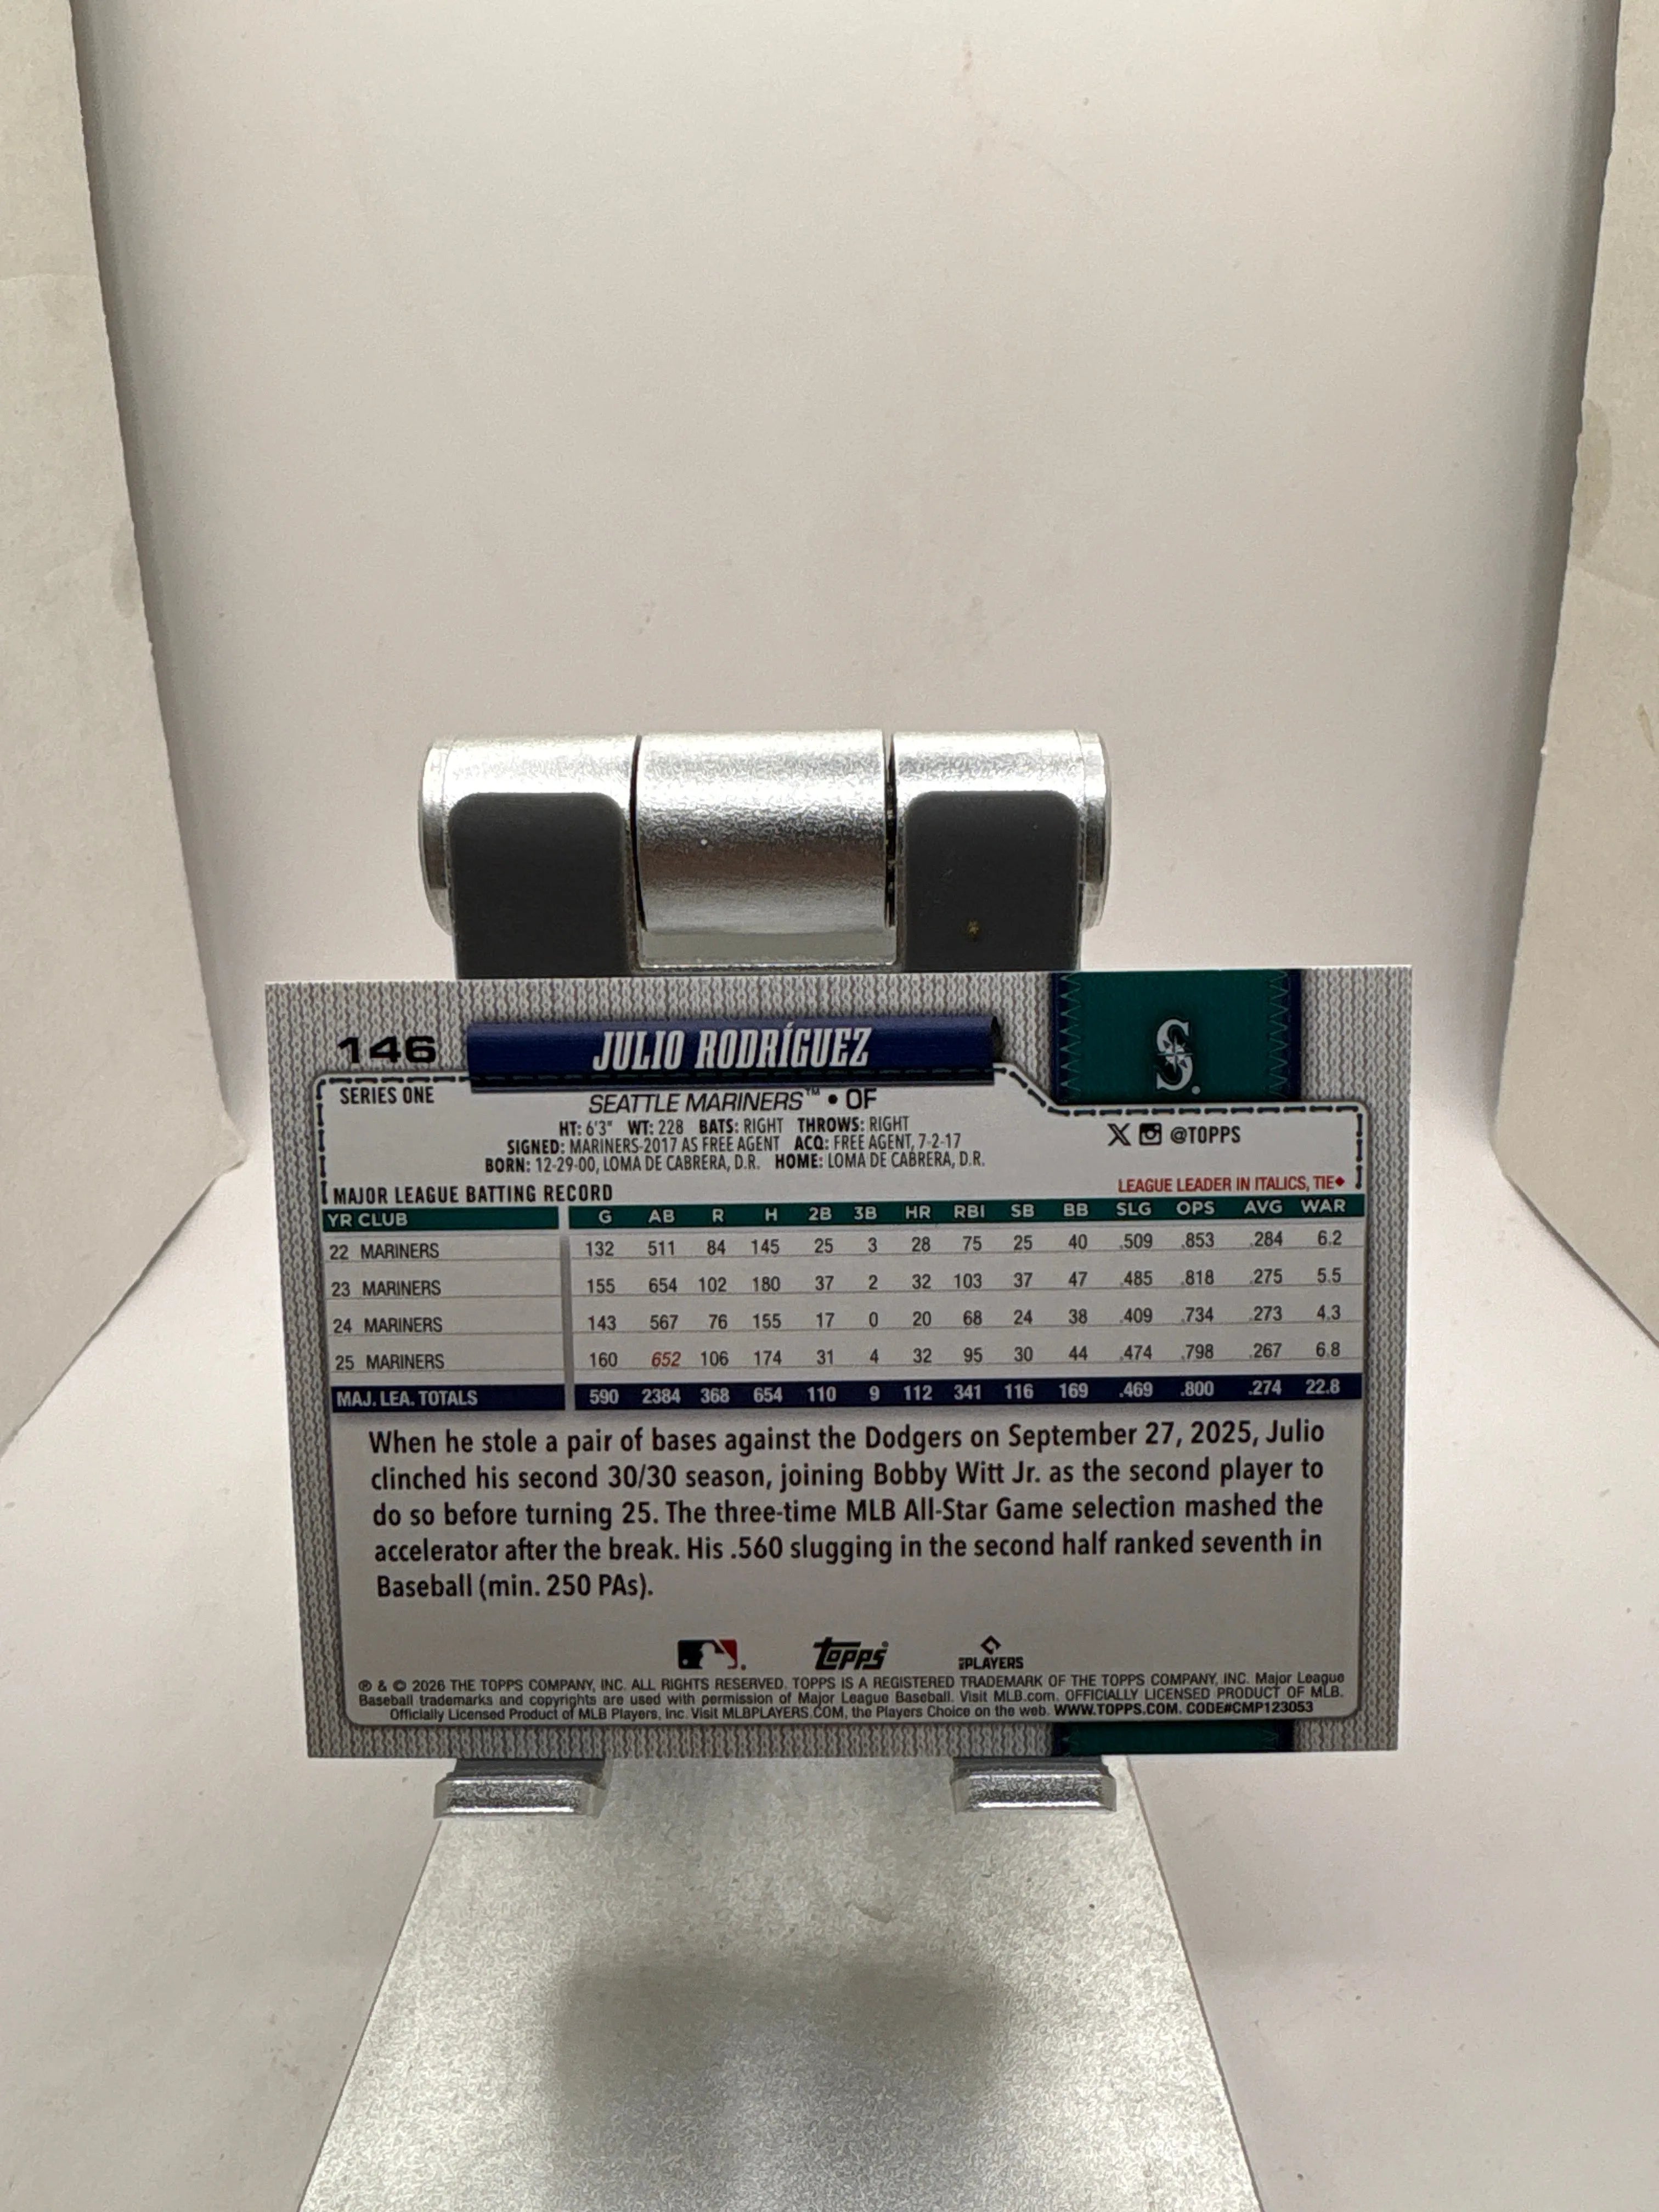 146
JULIO RODRÍGUEZ
S
SERIES ONE
SEATTLE MARINERS™ • OF
HT: 6'3" WT: 228 BATS: RIGHT THROWS: RIGHT
SIGNED: MARINERS-2017 AS FREE AGENT ACQ: FREE AGENT, 7-2-17
BORN: 12-29-00, LOMA DE CABRERA, D.R. HOME: LOMA DE CABRERA, D.R.
X @TOPPS
MAJOR LEAGUE BATTING RECORD LEAGUE LEADER IN ITALICS, TIE♦
YR CLUB G AB R H 2B 3B HR RBI SB BB SLG OPS AVG WAR
22 MARINERS 132 511 84 145 25 3 28 75 25 40 .509 .853 .284 6.2
23 MARINERS 155 654 102 180 37 2 32 103 37 47 .485 .818 .275 5.5
24 MARINERS 143 567 76 155 17 0 20 68 24 38 .409 .734 .273 4.3
25 MARINERS 160 652 106 174 31 4 32 95 30 44 .474 .798 .267 6.8
MAJ. LEA. TOTALS 590 2384 368 654 110 9 112 341 116 169 .469 .800 .274 22.8
When he stole a pair of bases against the Dodgers on September 27, 2025, Julio
clinched his second 30/30 season, joining Bobby Witt Jr. as the second player to
do so before turning 25. The three-time MLB All-Star Game selection mashed the
accelerator after the break. His .560 slugging in the second half ranked seventh in
Baseball (min. 250 PAs).
topps
MLB PLAYERS
® & © 2026 THE TOPPS COMPANY, INC. ALL RIGHTS RESERVED. TOPPS IS A REGISTERED TRADEMARK OF THE TOPPS COMPANY, INC. Major League
Baseball trademarks and copyrights are used with permission of Major League Baseball. Visit MLB.com. OFFICIALLY LICENSED PRODUCT OF MLB.
Officially Licensed Product of MLB Players, Inc. Visit MLBPLAYERS.COM, the Players Choice on the web. WWW.TOPPS.COM. CODE#CMP123053